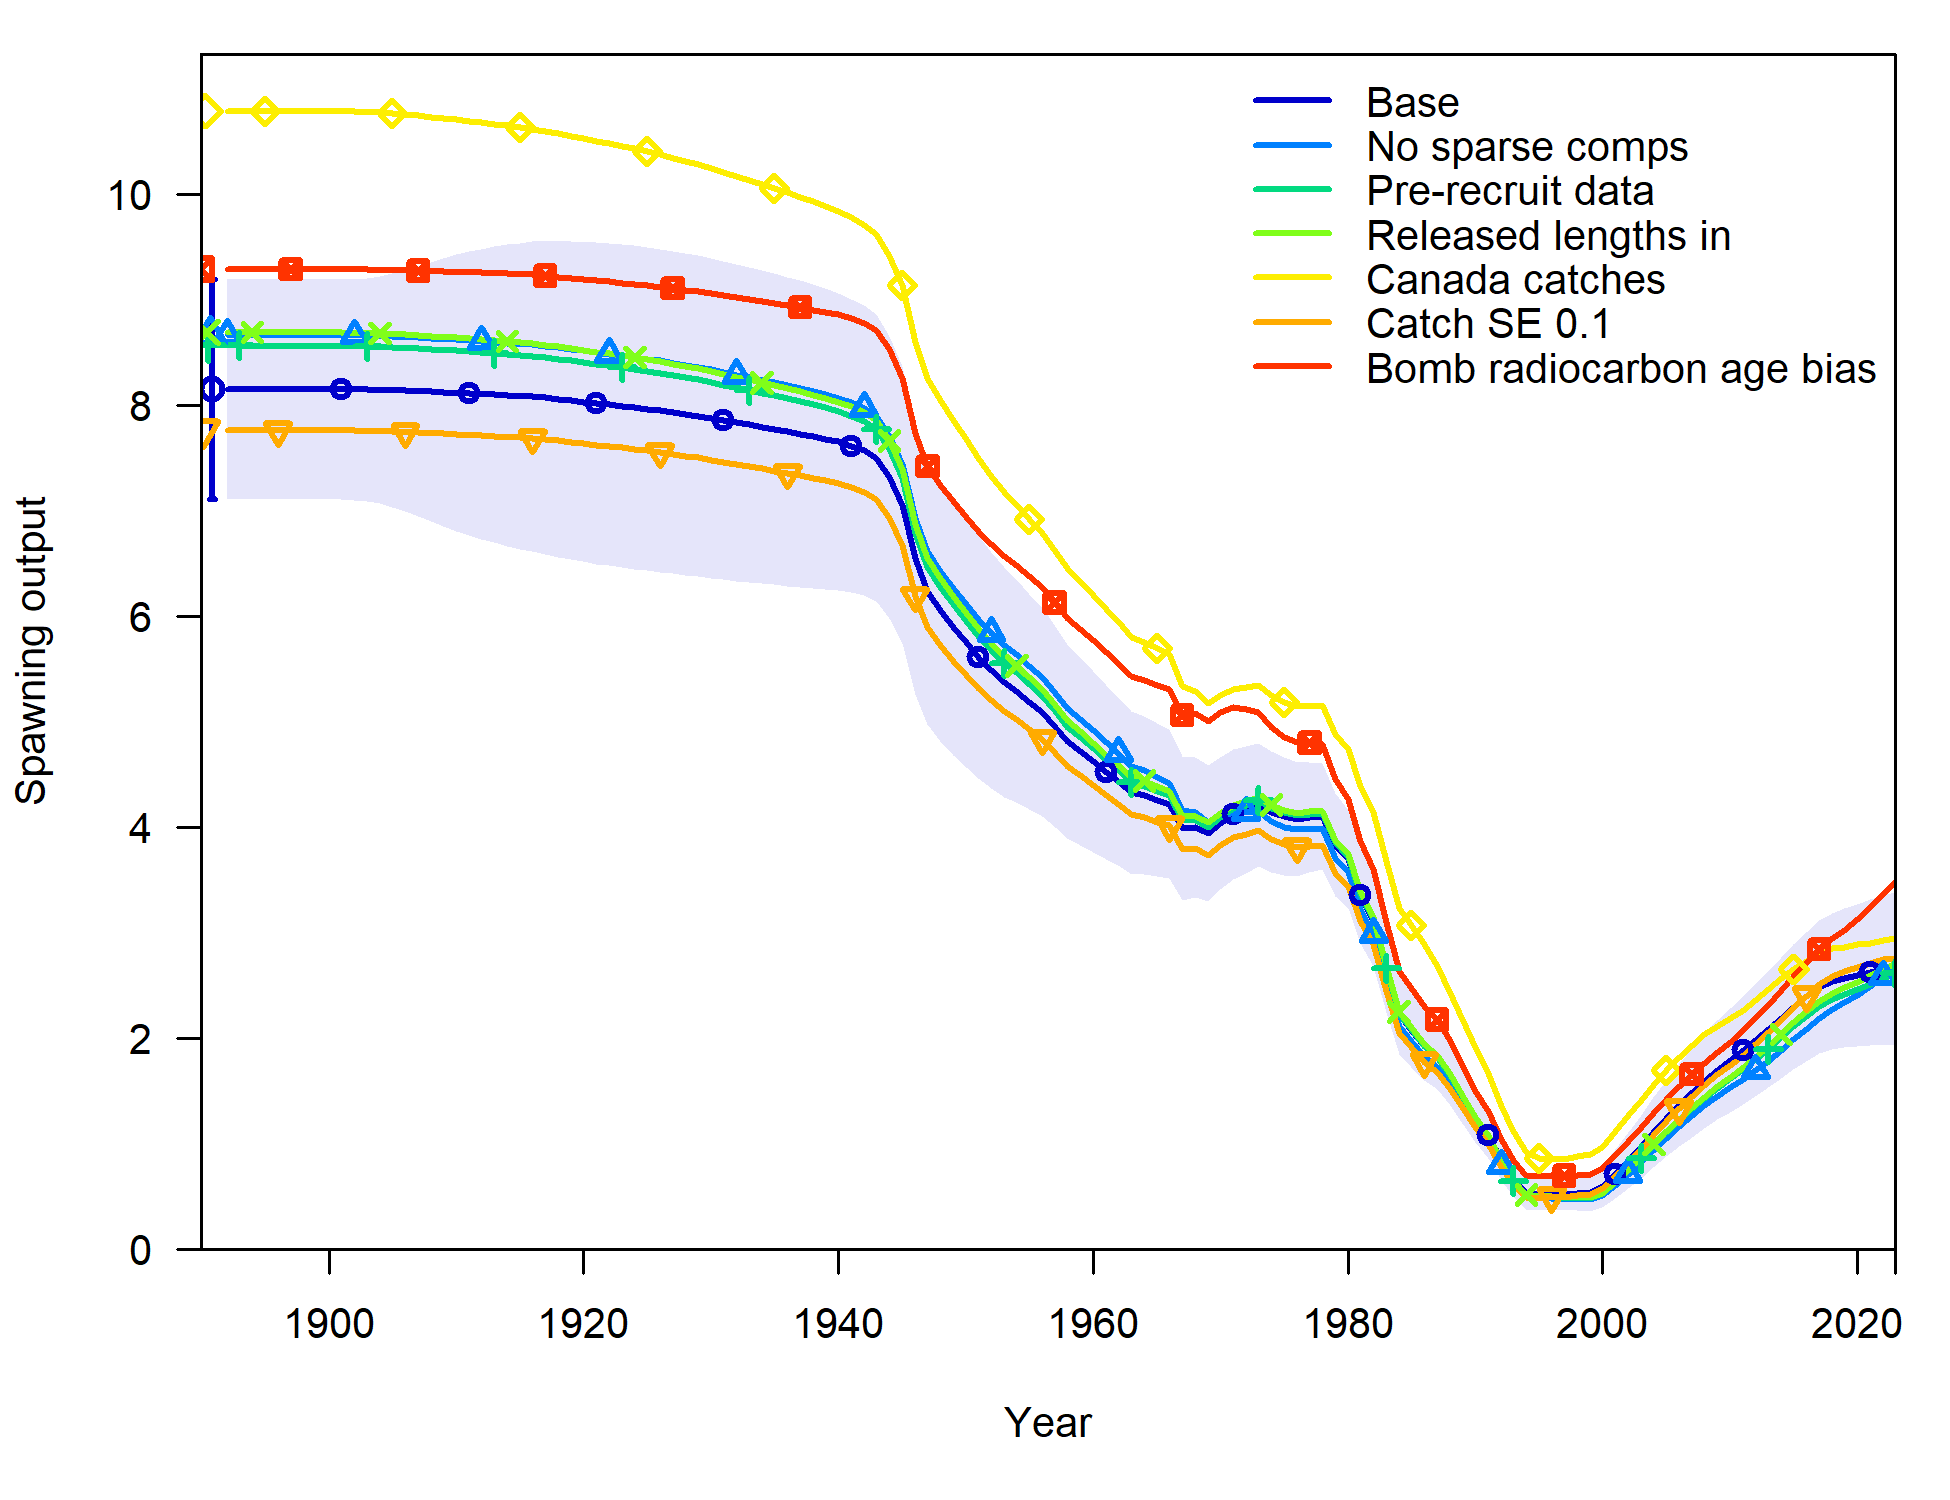 Base
No sparse comps
Pre-recruit data
Released lengths in
Canada catches
Catch SE 0.1
Bomb radiocarbon age bias
Spawning output
10
8
6
4
2
0
1900 1920 1940 1960 1980 2000 2020
Year